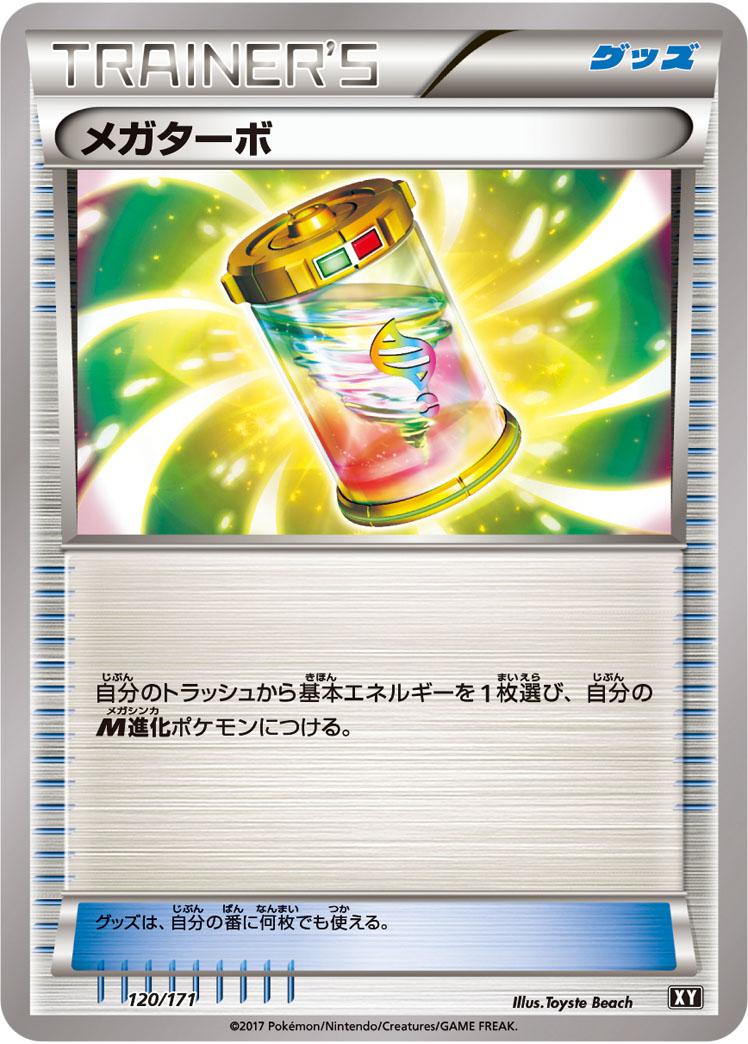 TRAINER'S
グッズ
メガターボ
自分のトラッシュから基本エネルギーを1枚選び、自分の
M進化ポケモンにつける。
グッズは、自分の番に何枚でも使える。
120/171
Illus.Toyste Beach
XY
©2017 Pokémon/Nintendo/Creatures/GAME FREAK.